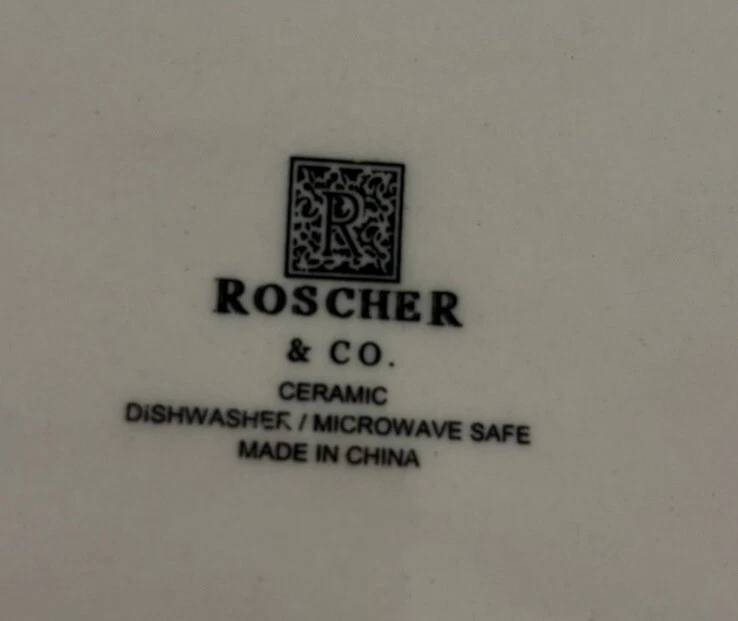 R
ROSCHER
& CO.
CERAMIC
DISHWASHER / MICROWAVE SAFE
MADE IN CHINA